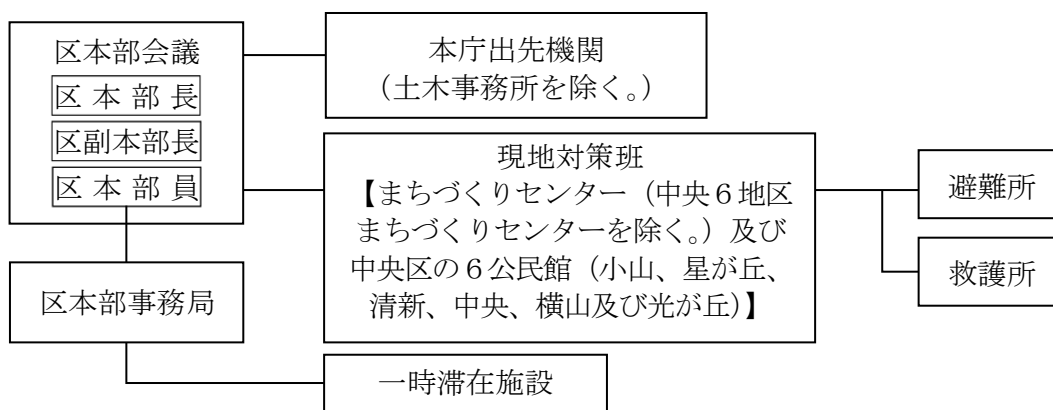 区本部会議
区 本 部 長
区副本部長
区 本 部 員
区本部事務局
本庁出先機関
（土木事務所を除く。）
現地対策班
【まちづくりセンター（中央６地区
まちづくりセンターを除く。）及び
中央区の６公民館（小山、星が丘、
清新、中央、横山及び光が丘）】
一時滞在施設
避難所
救護所